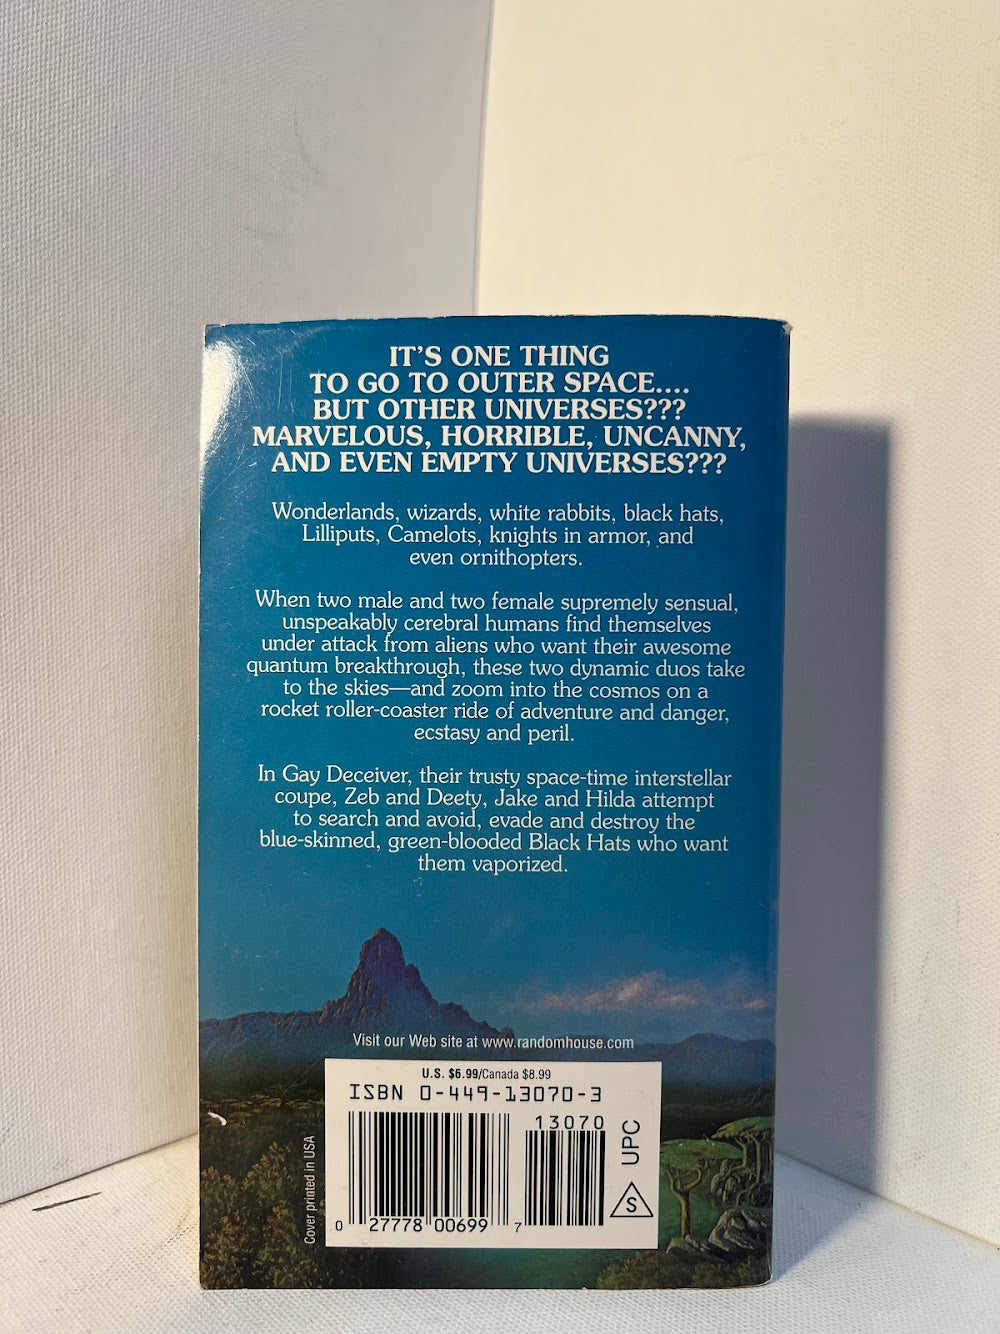 IT'S ONE THING
TO GO TO OUTER SPACE....
BUT OTHER UNIVERSES???
MARVELOUS, HORRIBLE, UNCANNY,
AND EVEN EMPTY UNIVERSES???
Wonderlands, wizards, white rabbits, black hats,
Lilliputs, Camelots, knights in armor, and
even ornithopters.
When two male and two female supremely sensual,
unspeakably cerebral humans find themselves
under attack from aliens who want their awesome
quantum breakthrough, these two dynamic duos take
to the skies—and zoom into the cosmos on a
rocket roller-coaster ride of adventure and danger,
ecstasy and peril.
In Gay Deceiver, their trusty space-time interstellar
coupe, Zeb and Deety, Jake and Hilda attempt
to search and avoid, evade and destroy the
blue-skinned, green-blooded Black Hats who want
them vaporized.
Visit our Web site at www.randomhouse.com
U.S. $6.99/Canada $8.99
ISBN 0-449-13070-3
13070
UPC
S
0 27778 00699 7
Cover printed in USA